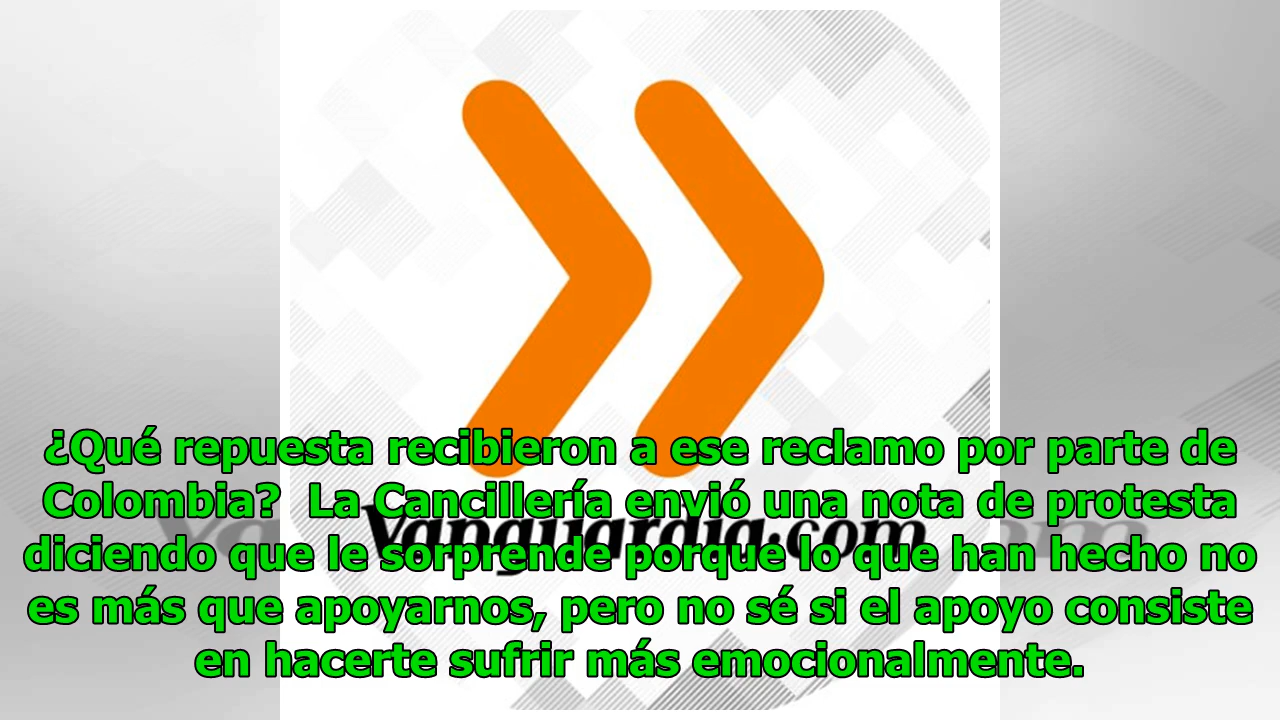 ¿Qué repuesta recibieron a ese reclamo por parte de
Colombia? La Cancillería envió una nota de protesta
Vanguardia.com
diciendo que le sorprende porque lo que han hecho no
es más que apoyarnos, pero no sé si el apoyo consiste
en hacerte sufrir más emocionalmente.